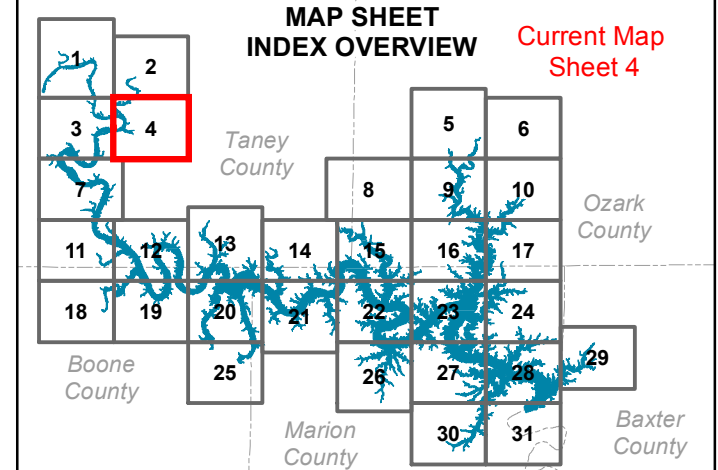 MAP SHEET
INDEX OVERVIEW
Current Map
Sheet 4
1
2
3
4
5
6
Taney
County
7
8
9
10
Ozark
County
11
12
13
14
15
16
17
18
19
20
21
22
23
24
Boone
County
25
26
27
28
29
Marion
County
30
31
Baxter
County